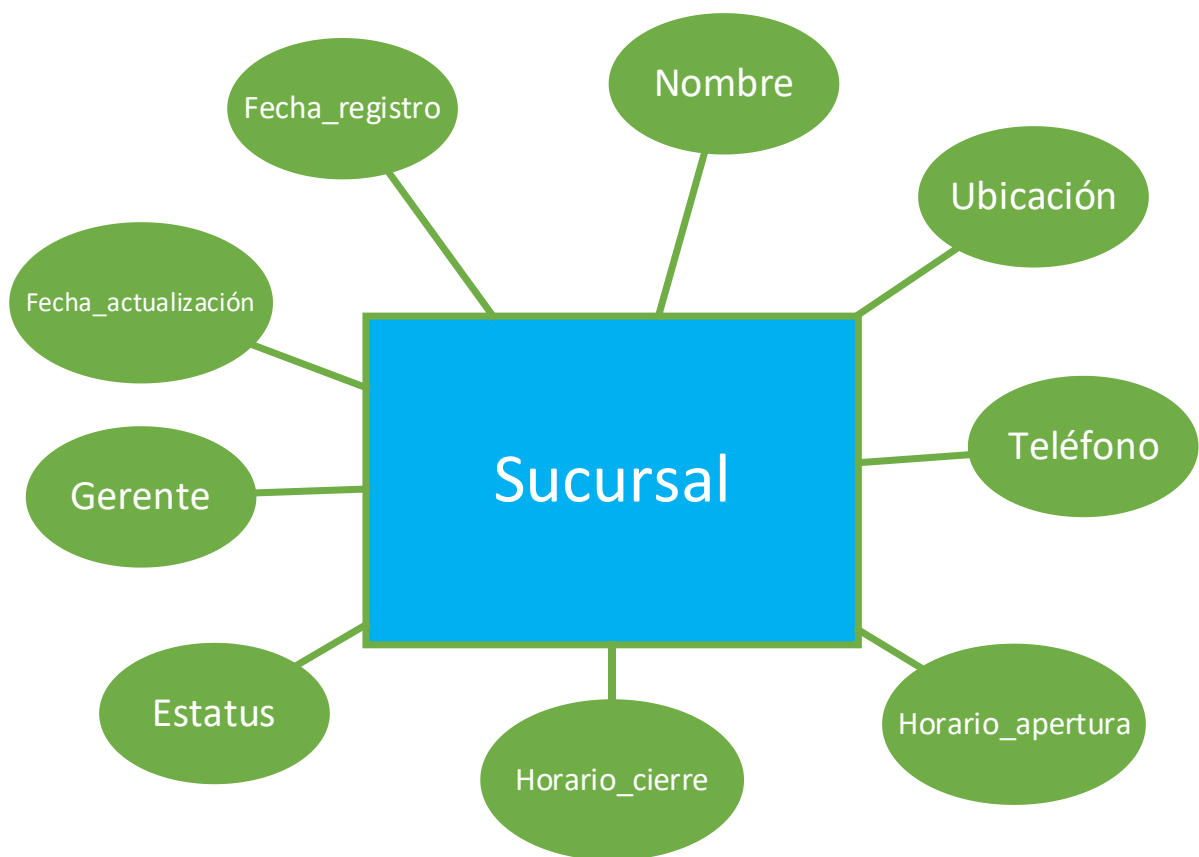 Nombre
Fecha_registro
Ubicación
Fecha_actualización
Teléfono
Sucursal
Gerente
Estatus
Horario_apertura
Horario_cierre